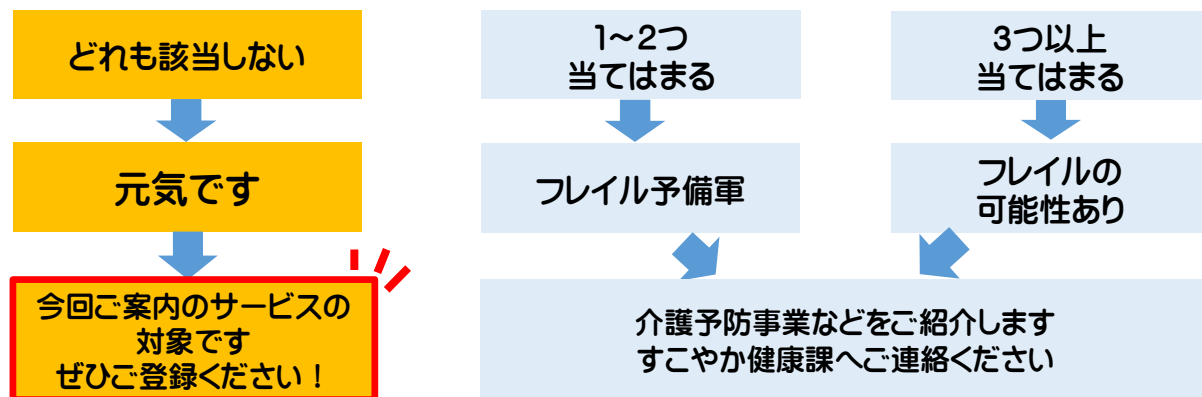 どれも該当しない
1~2つ
当てはまる
3つ以上
当てはまる
元気です
フレイル予備軍
フレイルの
可能性あり
今回ご案内のサービスの
対象です
ぜひご登録ください！
介護予防事業などをご紹介します
すこやか健康課へご連絡ください